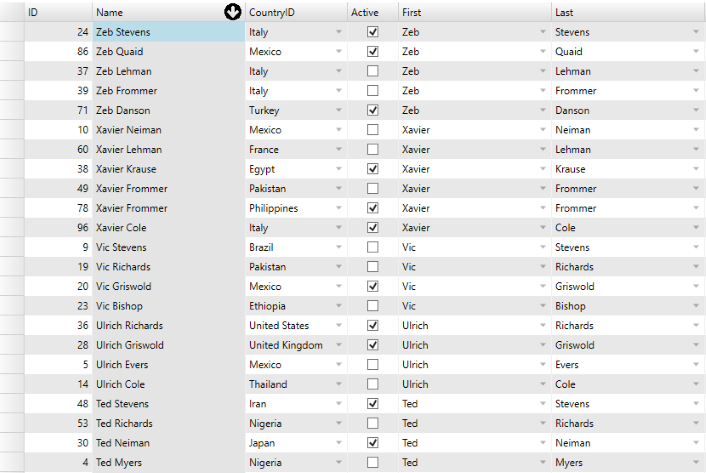 ID Name CountryID Active First Last
24 Zeb Stevens Italy Zeb Stevens
86 Zeb Quaid Mexico Zeb Quaid
37 Zeb Lehman Italy Zeb Lehman
39 Zeb Frommer Italy Zeb Frommer
71 Zeb Danson Turkey Zeb Danson
10 Xavier Neiman Mexico Xavier Neiman
60 Xavier Lehman France Xavier Lehman
38 Xavier Krause Egypt Xavier Krause
49 Xavier Frommer Pakistan Xavier Frommer
78 Xavier Frommer Philippines Xavier Frommer
96 Xavier Cole Italy Xavier Cole
9 Vic Stevens Brazil Vic Stevens
19 Vic Richards Pakistan Vic Richards
20 Vic Griswold Mexico Vic Griswold
23 Vic Bishop Ethiopia Vic Bishop
36 Ulrich Richards United States Ulrich Richards
28 Ulrich Griswold United Kingdom Ulrich Griswold
5 Ulrich Evers Mexico Ulrich Evers
14 Ulrich Cole Thailand Ulrich Cole
48 Ted Stevens Iran Ted Stevens
53 Ted Richards Nigeria Ted Richards
30 Ted Neiman Japan Ted Neiman
4 Ted Myers Nigeria Ted Myers